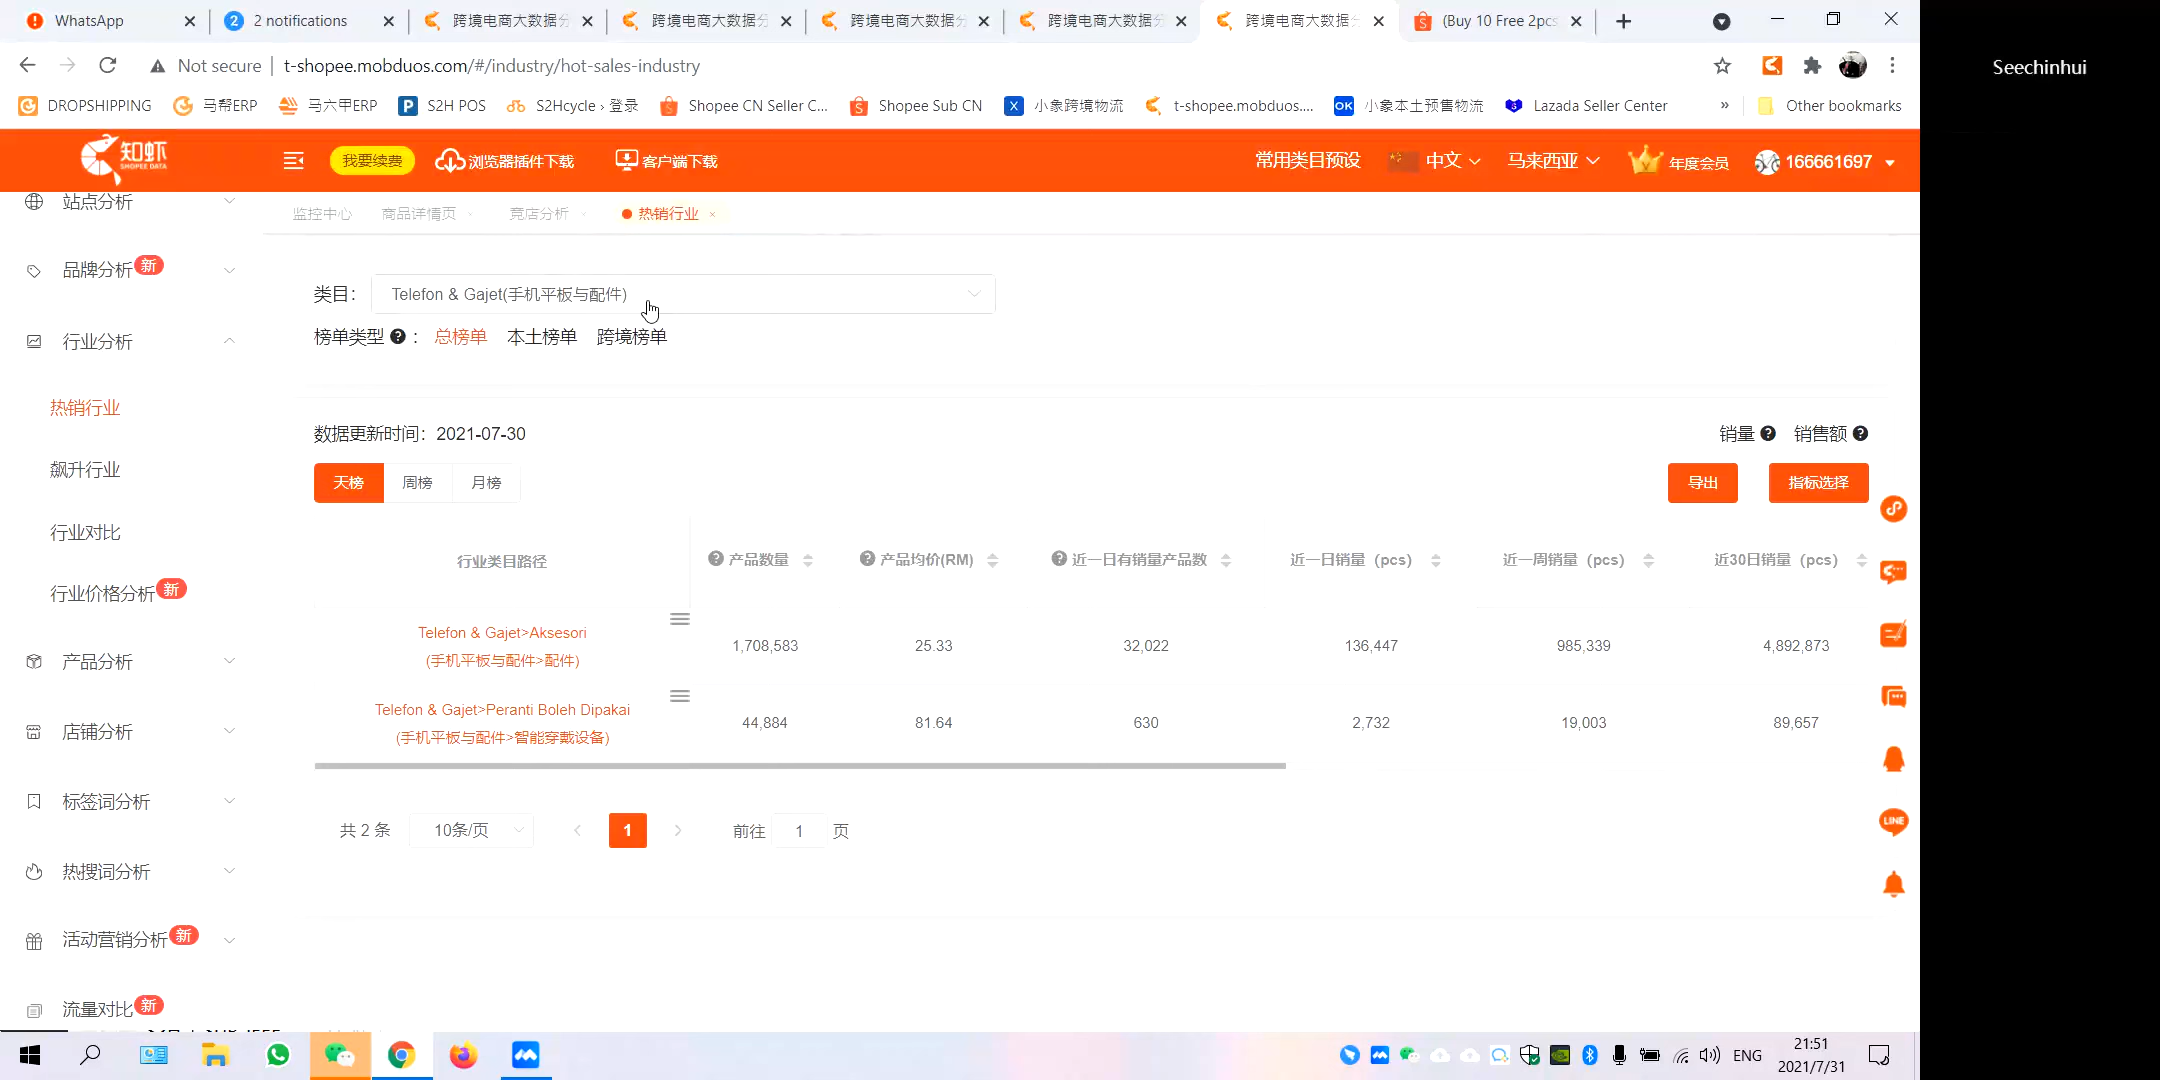 WhatsApp
2 notifications
跨境电商大数据分
跨境电商大数据分
跨境电商大数据分
跨境电商大数据分
跨境电商大数据分
(Buy 10 Free 2pcs
Not secure
t-shopee.mobduos.com/#/industry/hot-sales-industry
DROPSHIPPING
马帮ERP
马六甲ERP
S2H POS
S2Hcycle › 登录
Shopee CN Seller C...
Shopee Sub CN
小象跨境物流
t-shopee.mobduos....
小象本土预售物流
Lazada Seller Center
Other bookmarks
Seechinhui
知虾
SHOPEE DATA
我要续费
浏览器插件下载
客户端下载
常用类目预设
中文
马来西亚
年度会员
166661697
站点分析
品牌分析 新
行业分析
热销行业
飙升行业
行业对比
行业价格分析 新
产品分析
店铺分析
标签词分析
热搜词分析
活动营销分析 新
流量对比 新
监控中心
商品详情页
竞店分析
热销行业
类目：
Telefon & Gajet(手机平板与配件)
榜单类型 ： 总榜单 本土榜单 跨境榜单
数据更新时间：2021-07-30
销量 销售额
天榜 周榜 月榜
导出 指标选择
行业类目路径 产品数量 产品均价(RM) 近一日有销量产品数 近一日销量（pcs） 近一周销量（pcs） 近30日销量（pcs）
Telefon & Gajet>Aksesori
(手机平板与配件>配件)
1,708,583 25.33 32,022 136,447 985,339 4,892,873
Telefon & Gajet>Peranti Boleh Dipakai
(手机平板与配件>智能穿戴设备)
44,884 81.64 630 2,732 19,003 89,657
共 2 条 10条/页 1 前往 1 页
LINE
ENG
21:51
2021/7/31